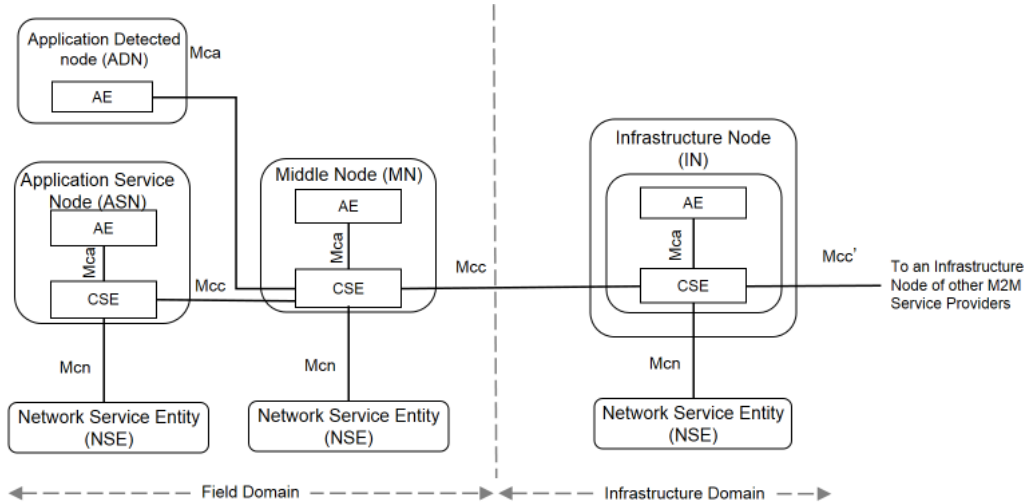 Application Detected
node (ADN)
Mca
AE
Application Service
Node (ASN)
AE
Mca
CSE
Mcc
Mcn
Network Service Entity
(NSE)
Middle Node (MN)
AE
Mca
CSE
Mcc
Mcn
Network Service Entity
(NSE)
Infrastructure Node
(IN)
AE
Mca
CSE
Mcc'
To an Infrastructure
Node of other M2M
Service Providers
Mcn
Network Service Entity
(NSE)
Field Domain
Infrastructure Domain